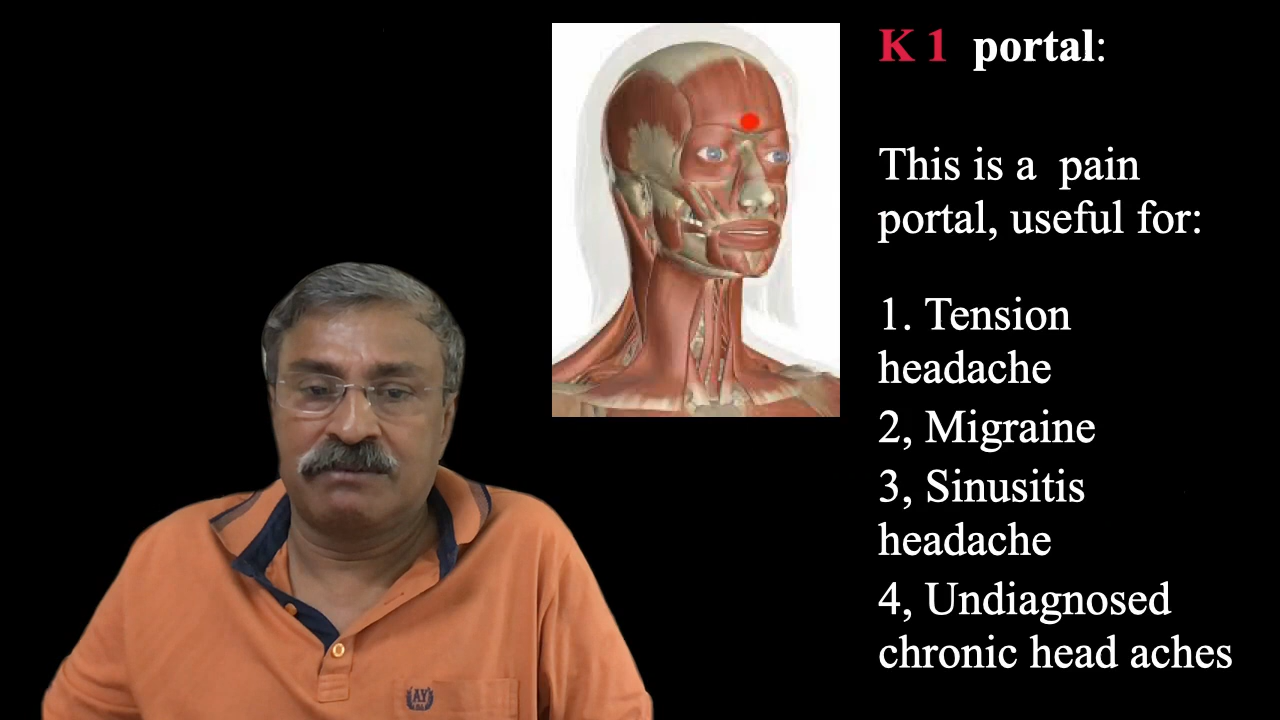 K 1 portal:
This is a pain
portal, useful for:
1. Tension
headache
2, Migraine
3, Sinusitis
headache
4, Undiagnosed
chronic head aches
AY